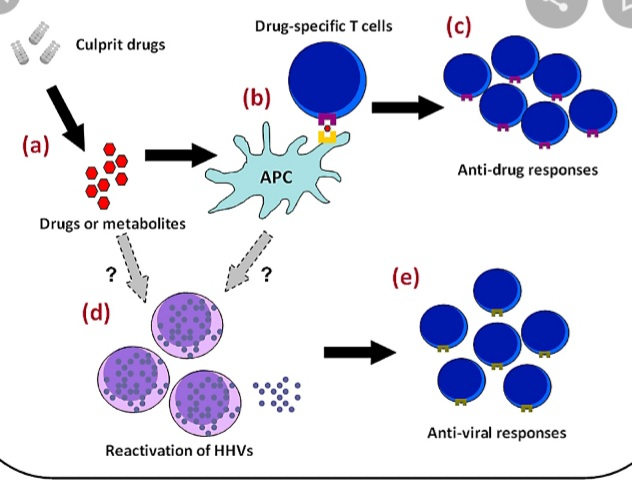 Culprit drugs
Drug-specific T cells
(c)
(b)
(a)
APC
Anti-drug responses
Drugs or metabolites
?
?
(d)
(e)
Anti-viral responses
Reactivation of HHVs